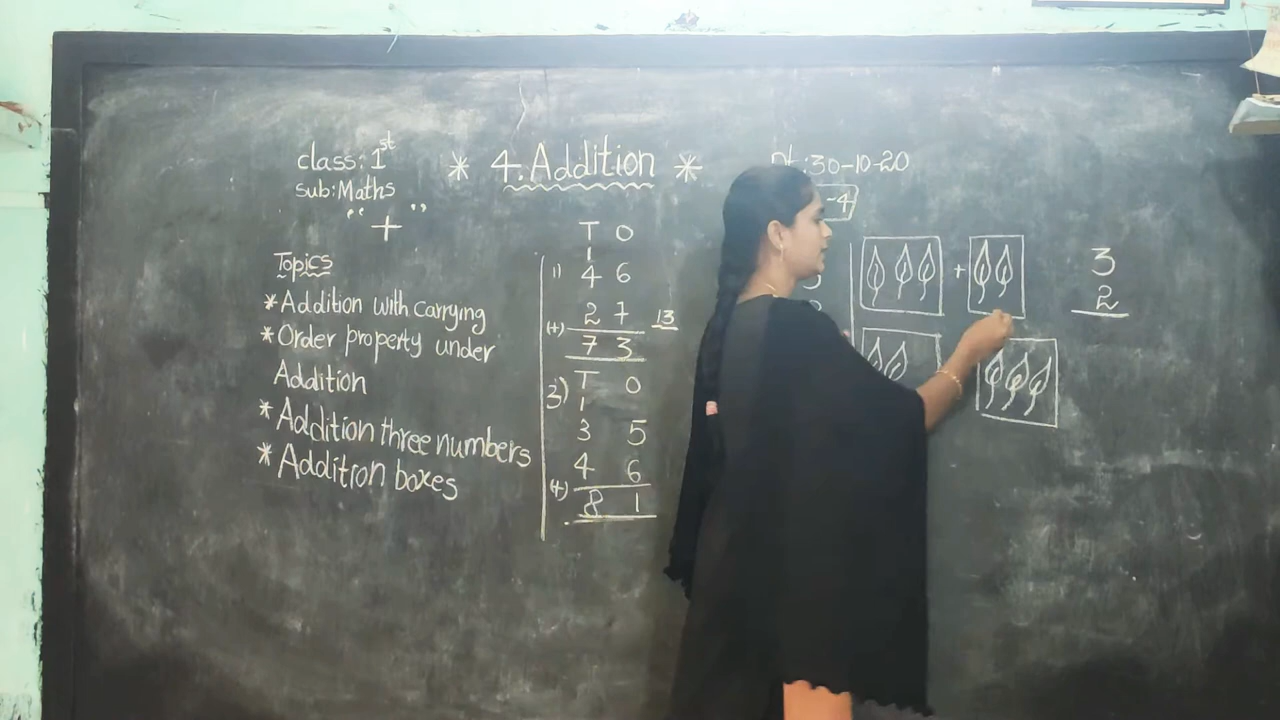 class: 1st
sub: Maths
"+"
* 4. Addition *
30-10-20
-4
Topics
* Addition with carrying
* Order property under
Addition
* Addition three numbers
* Additron boxes
T O
1
1) 4 6
2 7 13
(+)
7 3
3) T O
1
3 5
4 6
(+)
8 1
+
3
2